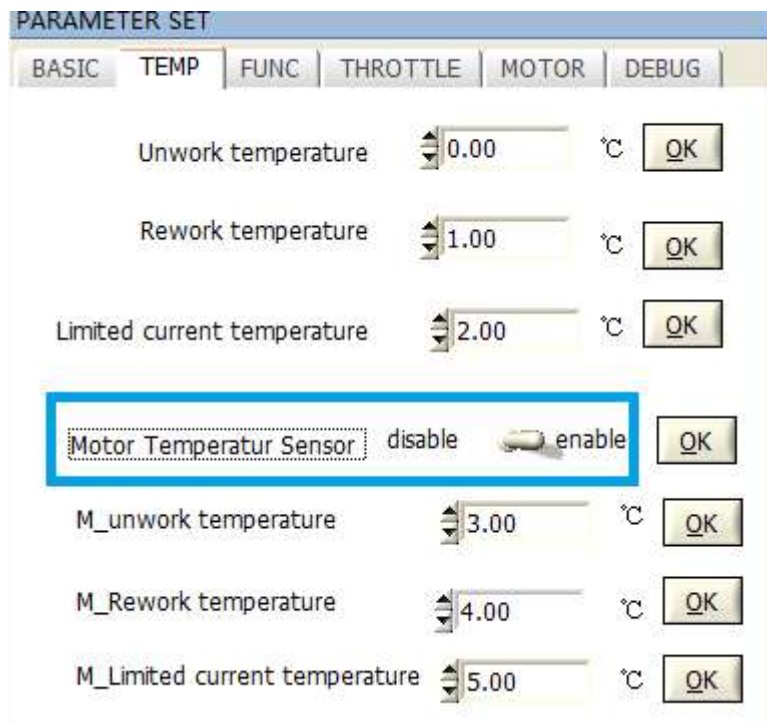 PARAMETER SET
BASIC TEMP FUNC THROTTLE MOTOR DEBUG
Unwork temperature 0.00 ℃ OK
Rework temperature 1.00 ℃ OK
Limited current temperature 2.00 ℃ OK
Motor Temperatur Sensor disable enable OK
M_unwork temperature 3.00 ℃ OK
M_Rework temperature 4.00 ℃ OK
M_Limited current temperature 5.00 ℃ OK